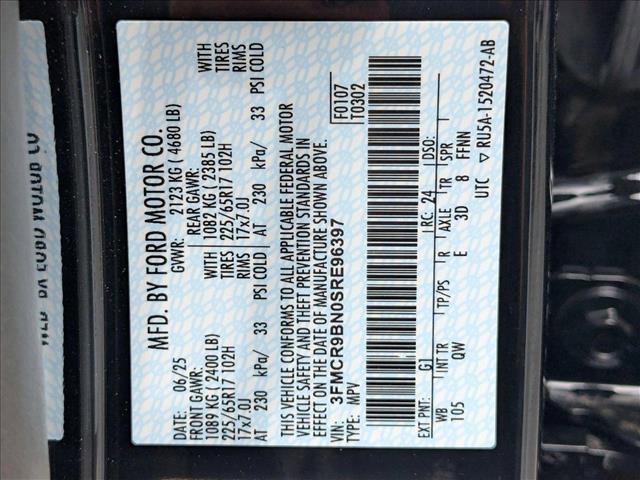 MFD. BY FORD MOTOR CO.
DATE: 06/25 GVWR: 2123 KG ( 4680 LB)
FRONT GAWR: REAR GAWR: WITH
1089 KG ( 2400 LB) 1082 KG ( 2385 LB) TIRES
225/65R17 102H TIRES 225/65R17 102H RIMS
17x7.0J RIMS 17x7.0J
AT 230 kPa/ 33 PSI COLD AT 230 kPa/ 33 PSI COLD
WITH
THIS VEHICLE CONFORMS TO ALL APPLICABLE FEDERAL MOTOR
VEHICLE SAFETY AND THEFT PREVENTION STANDARDS IN
EFFECT ON THE DATE OF MANUFACTURE SHOWN ABOVE.
VIN: 3FMCR9BN0SRE96397
TYPE: MPV
F0107
T0302
EXT PNT: G1 RC: 24 DSO:
WB INT TR TP/PS R AXLE TR SPR
105 QW E 3D 8 FFNN
UTC ▽ RU5A-1520472-AB